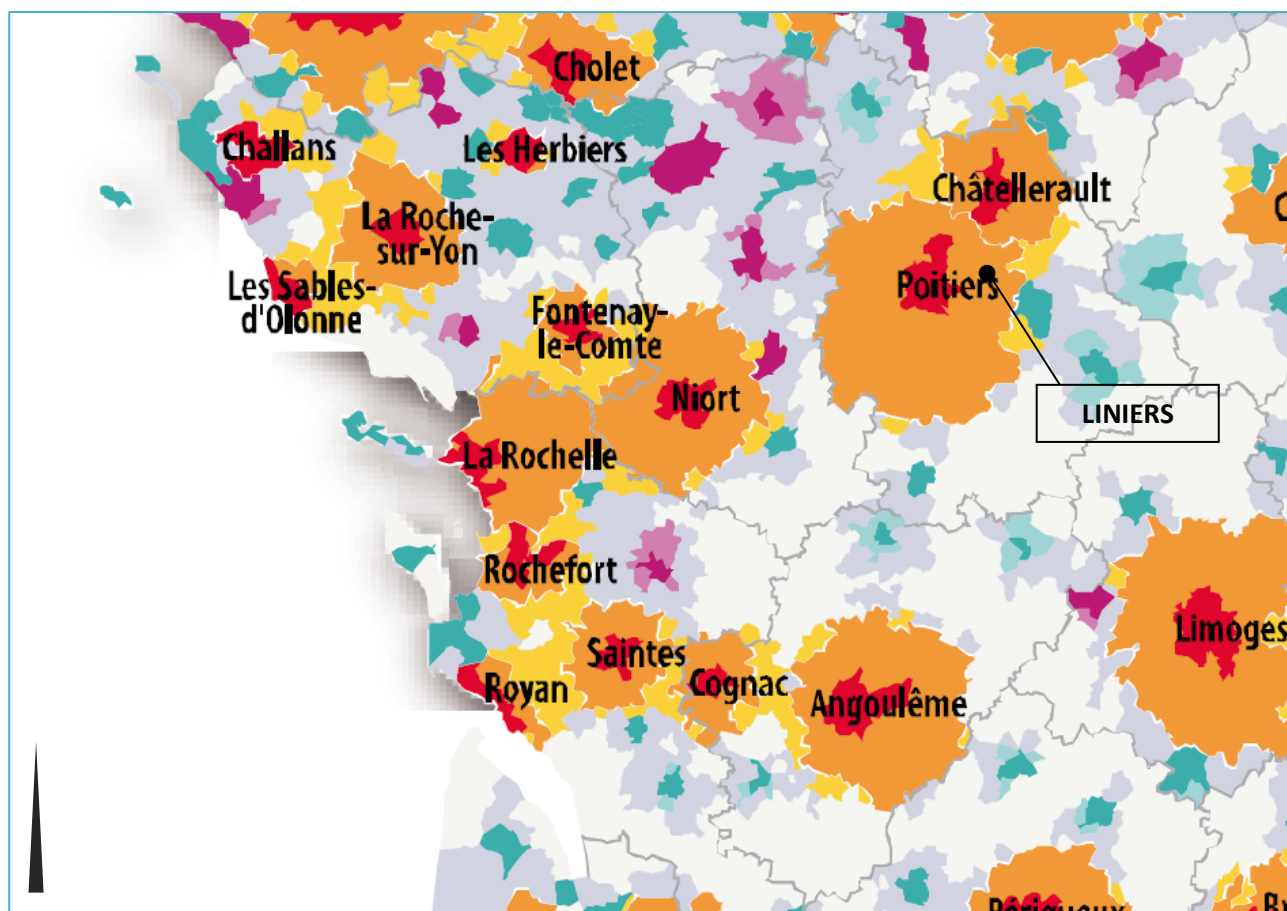 Cholet
Challans
Les Herbiers
Châtellerault
La Roche-
sur-Yon
Les Sables-
d'Olonne
Poitiers
Fontenay-
le-Comte
Niort
LINIERS
La Rochelle
Rochefort
Limoges
Saintes
Cognac
Royan
Angoulême
Périgueux